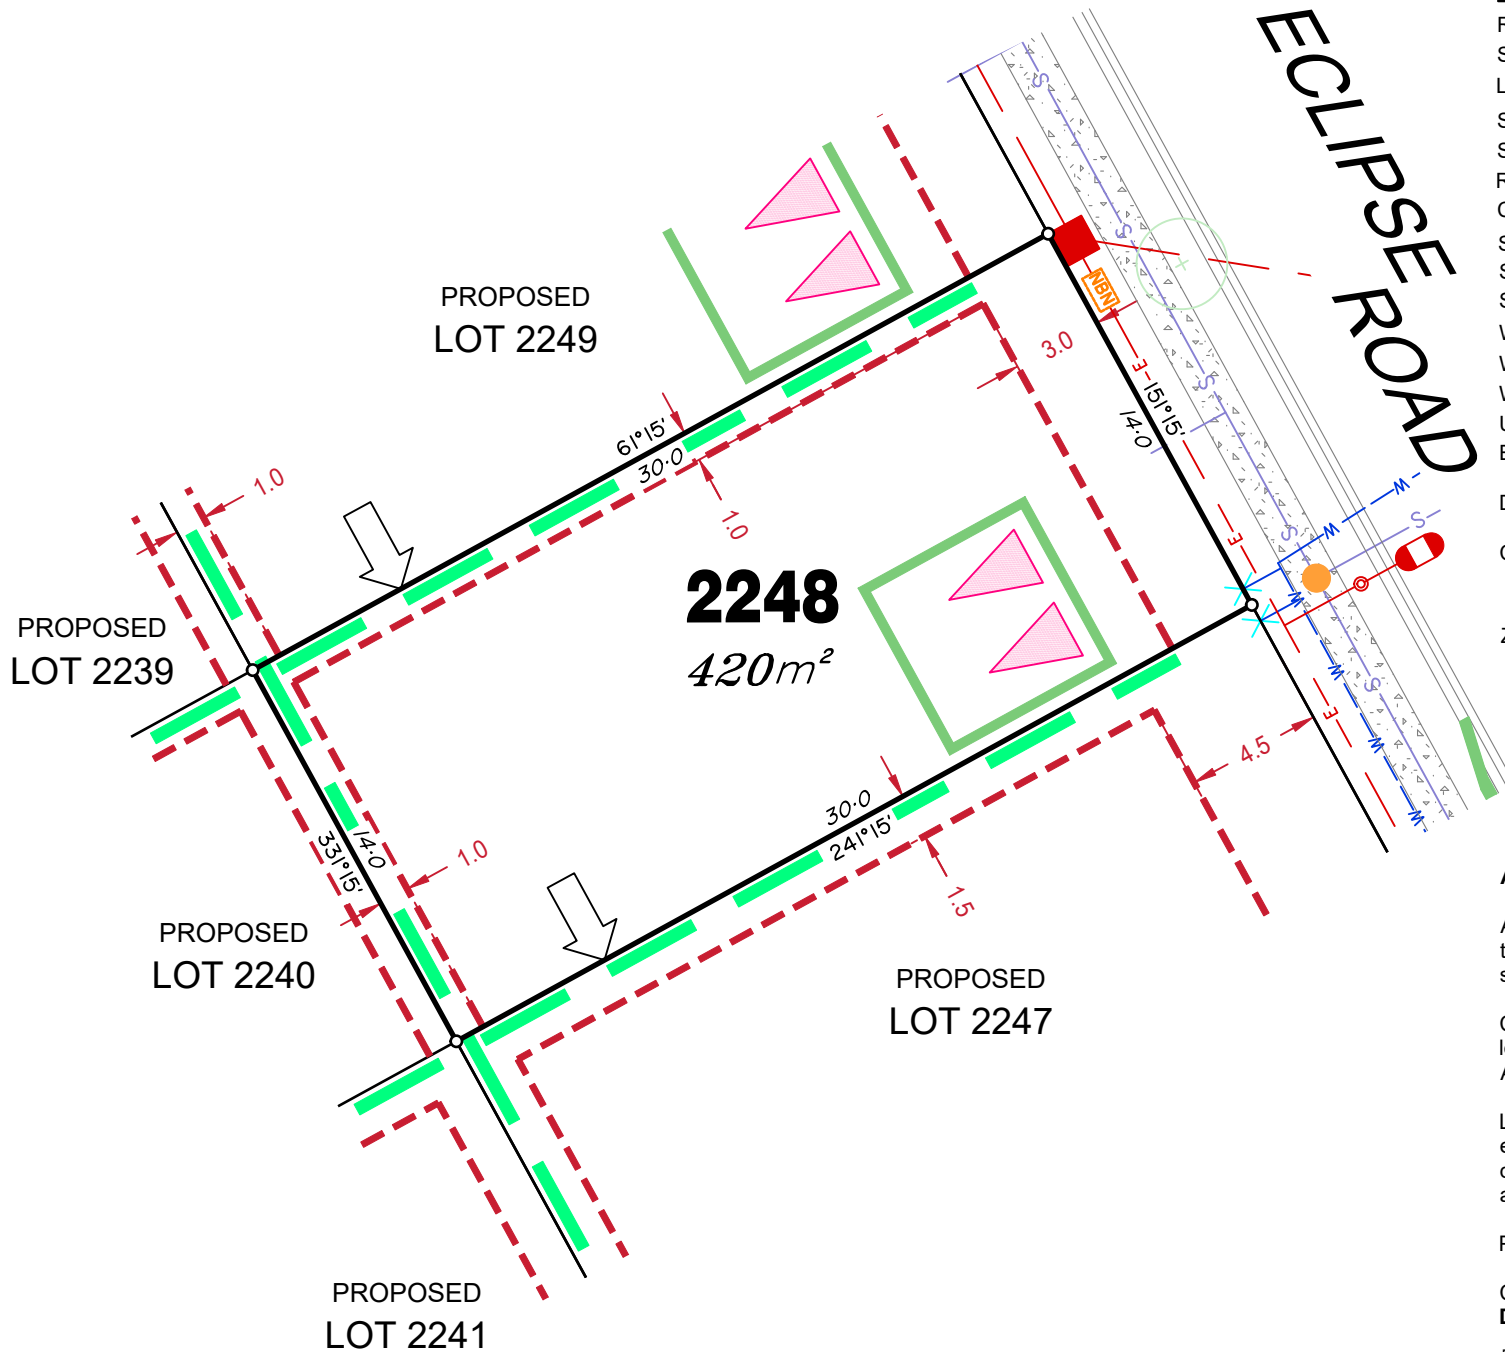 ECLIPSE ROAD
PROPOSED
LOT 2249
1.0
61°15'
30·0
1.0
3.0
NBN
151°15'
14·0
E
E
E
S
S
S
S
S
S
W
W
W
W
W
W
PROPOSED
LOT 2239
2248
420m²
331°15'
14·0
1.0
30·0
241°15'
1.5
4.5
PROPOSED
LOT 2240
PROPOSED
LOT 2247
PROPOSED
LOT 2241